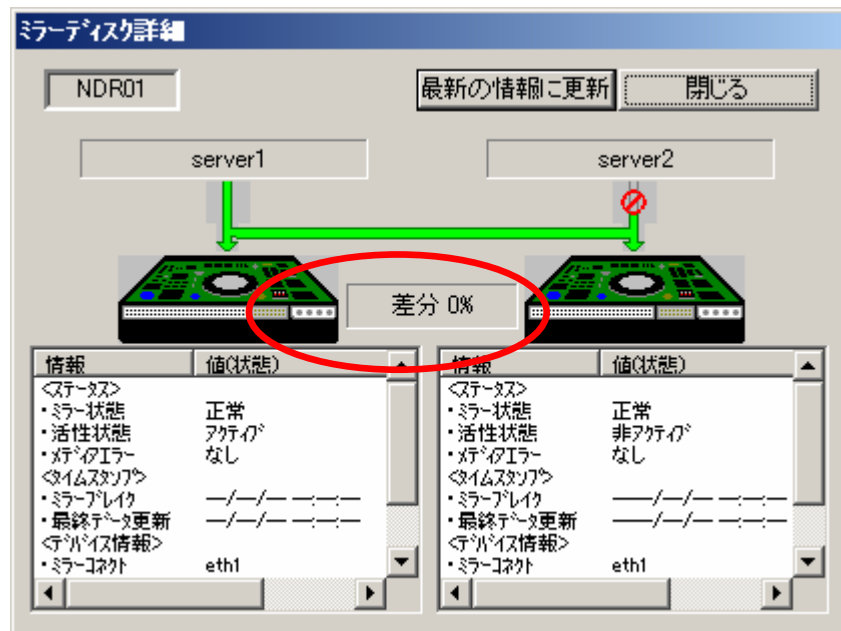 ミラーディスク詳細
NDR01
最新の情報に更新
閉じる
server1
server2
差分 0%
情報 値(状態)
<ステータス>
・ミラー状態 正常
・活性状態 アクティブ
・メディアエラー なし
<タイムスタンプ>
・ミラーブレイク —/—/— —:—:—
・最終データ更新 —/—/— —:—:—
<デバイス情報>
・ミラーコネクト eth1
情報 値(状態)
<ステータス>
・ミラー状態 正常
・活性状態 非アクティブ
・メディアエラー なし
<タイムスタンプ>
・ミラーブレイク ——/—/— —:—:—
・最終データ更新 ——/—/— —:—:—
<デバイス情報>
・ミラーコネクト eth1